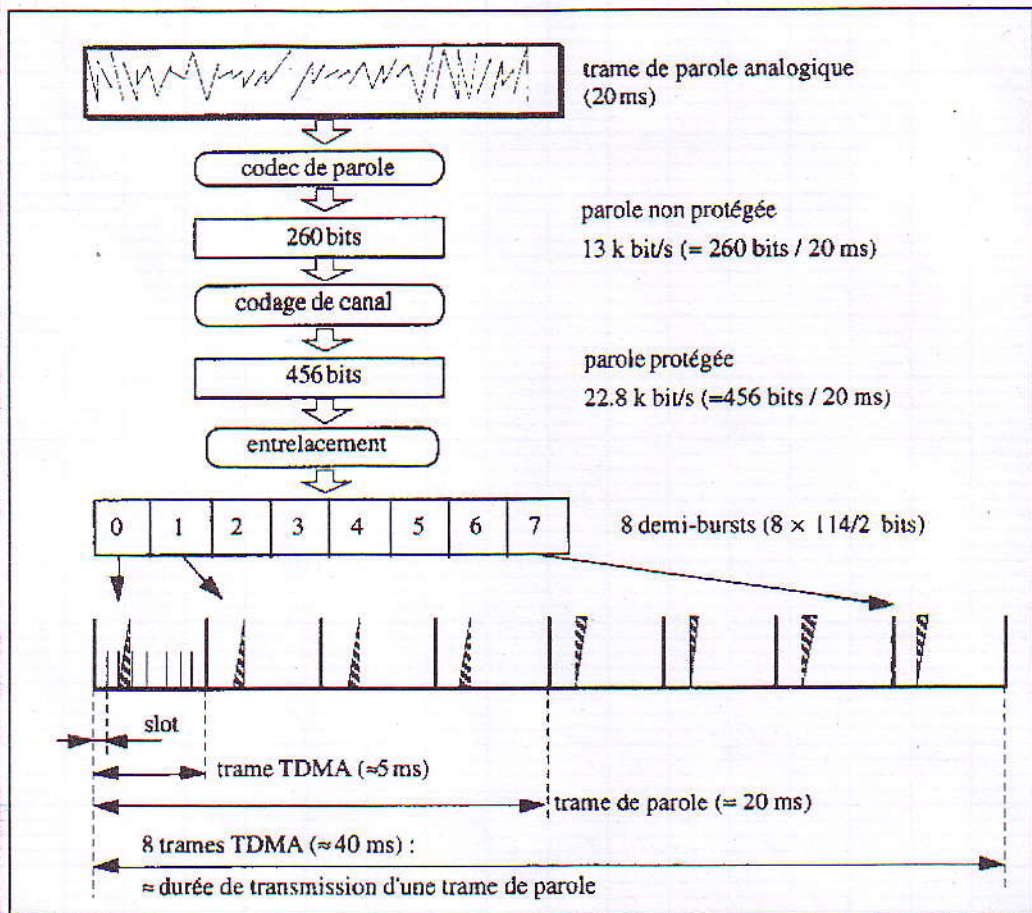 trame de parole analogique
(20 ms)
codec de parole
parole non protégée
260 bits
13 k bit/s (= 260 bits / 20 ms)
codage de canal
parole protégée
456 bits
22.8 k bit/s (=456 bits / 20 ms)
entrelacement
0 1 2 3 4 5 6 7
8 demi-bursts (8 × 114/2 bits)
slot
trame TDMA (≈5 ms)
trame de parole (= 20 ms)
8 trames TDMA (≈40 ms) :
≈ durée de transmission d'une trame de parole